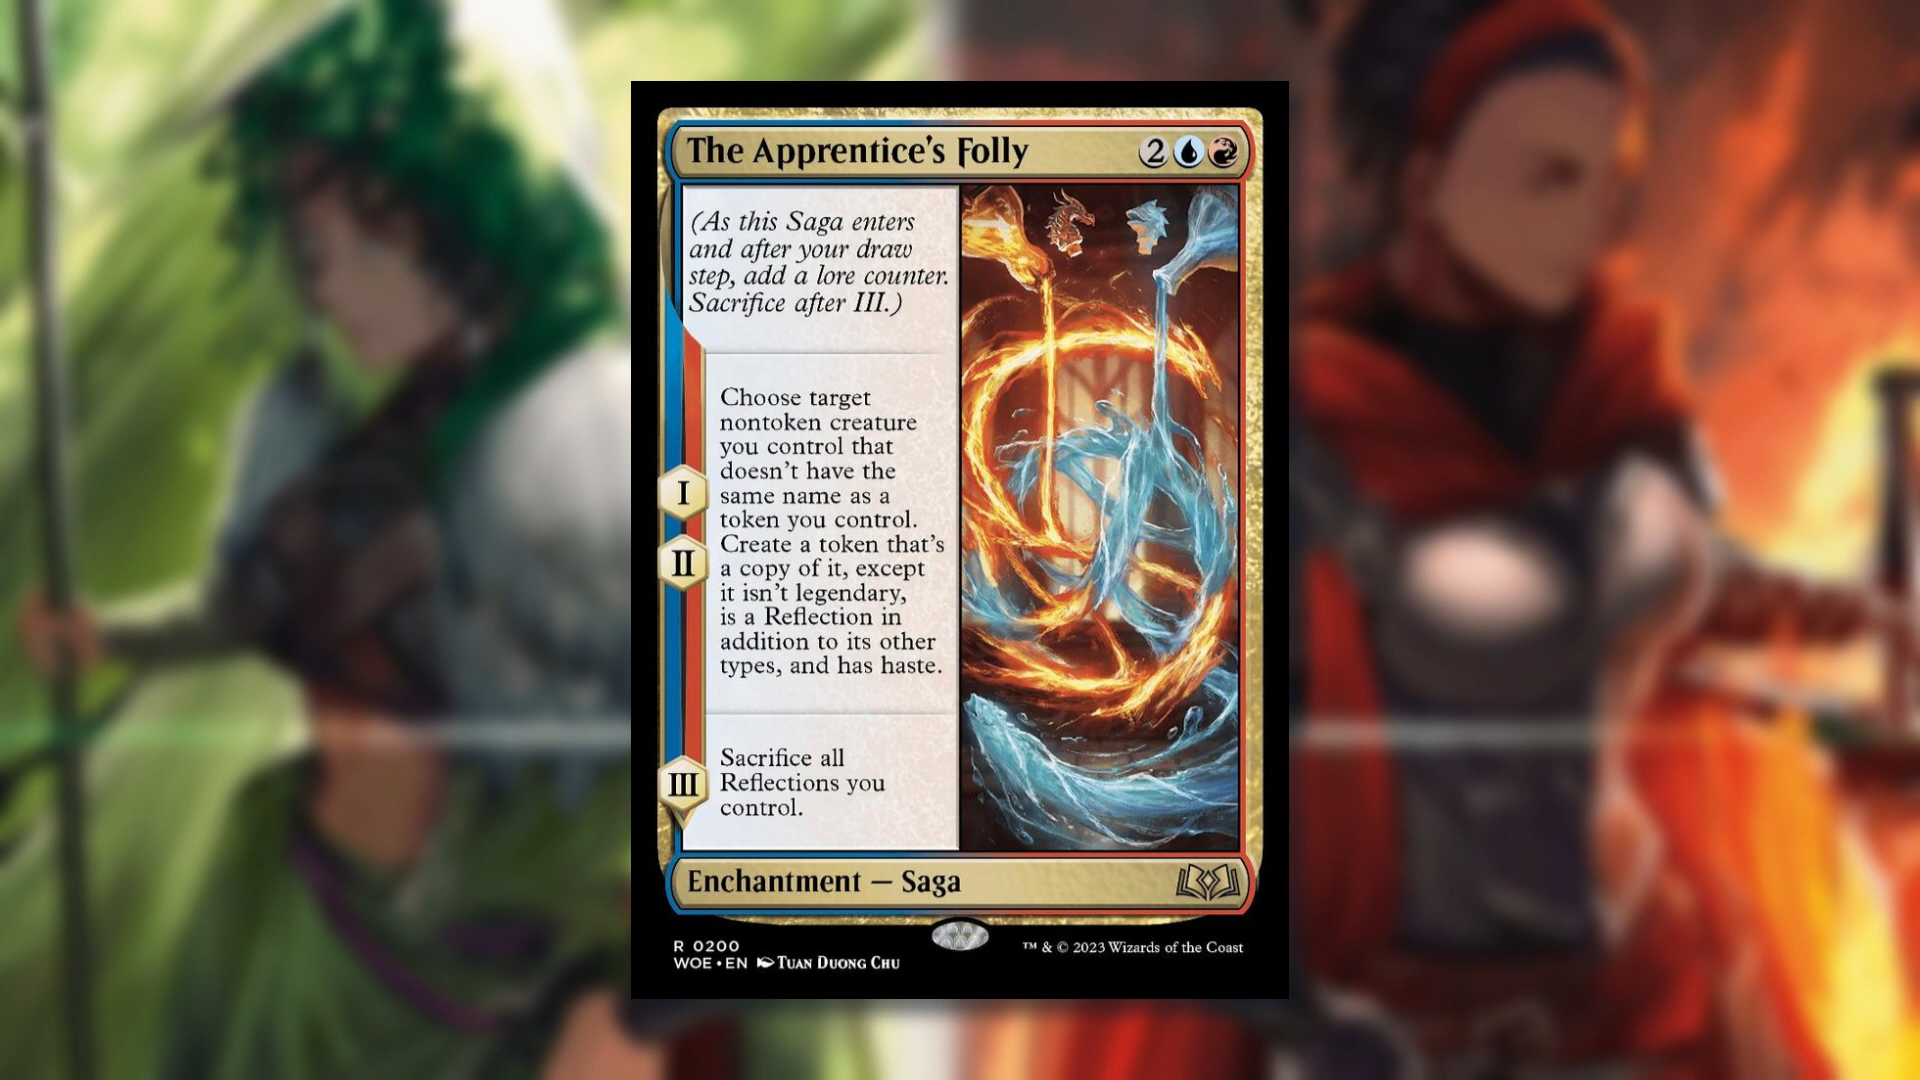 The Apprentice's Folly 2
(As this Saga enters
and after your draw
step, add a lore counter.
Sacrifice after III.)
Choose target
nontoken creature
you control that
doesn't have the
I same name as a
token you control.
Create a token that's
II a copy of it, except
it isn't legendary,
is a Reflection in
addition to its other
types, and has haste.
Sacrifice all
III Reflections you
control.
Enchantment — Saga
R 0200
WOE • EN Tuan Duong Chu
™ & © 2023 Wizards of the Coast